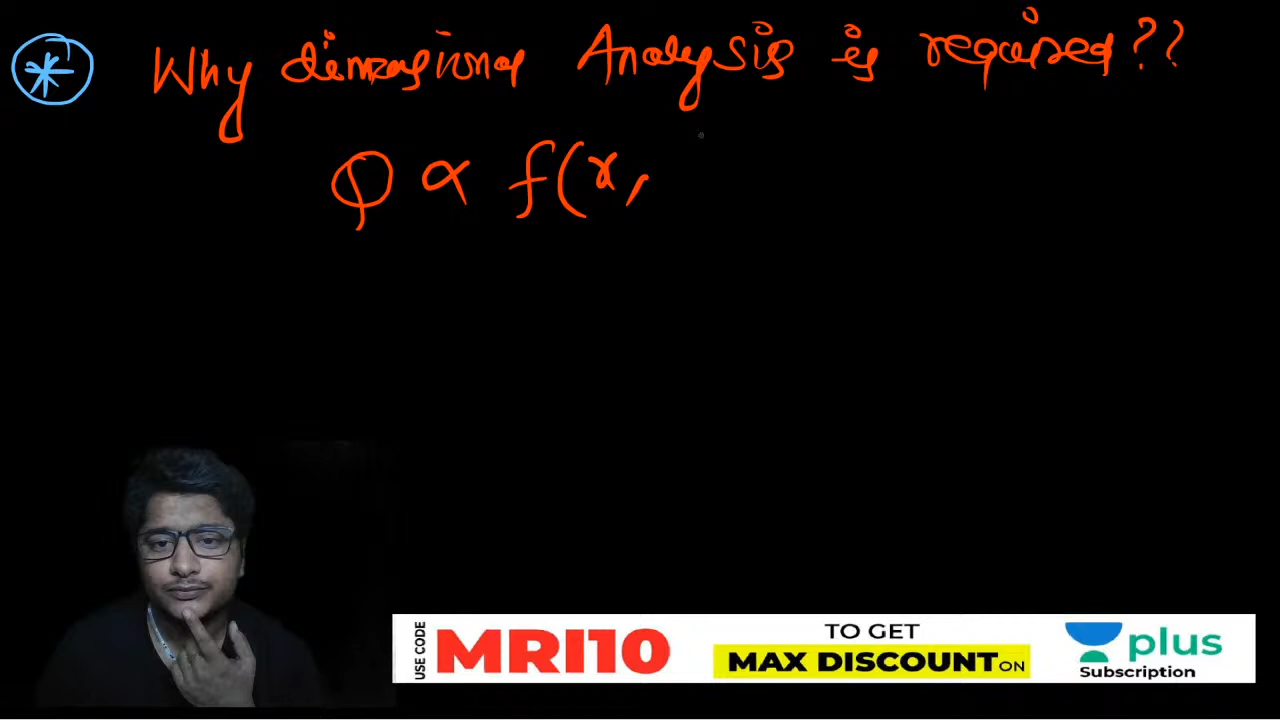 * Why dimensional Analysis is required??
φ ∝ f(x,
USE CODE
MRI10
TO GET
MAX DISCOUNT ON
plus
Subscription